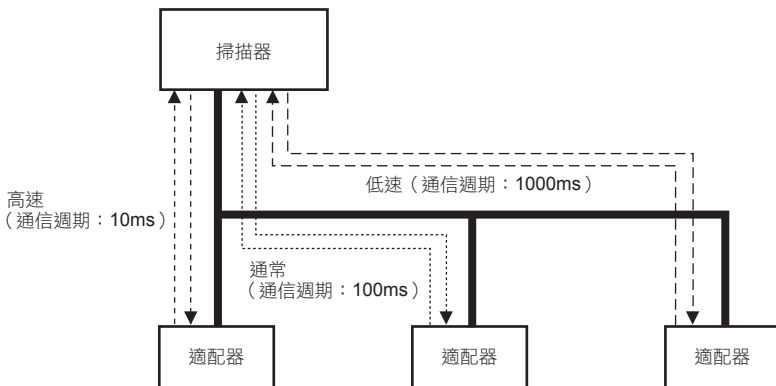 掃描器
低速（通信週期：1000ms）
高速
（通信週期：10ms）
通常
（通信週期：100ms）
適配器
適配器
適配器